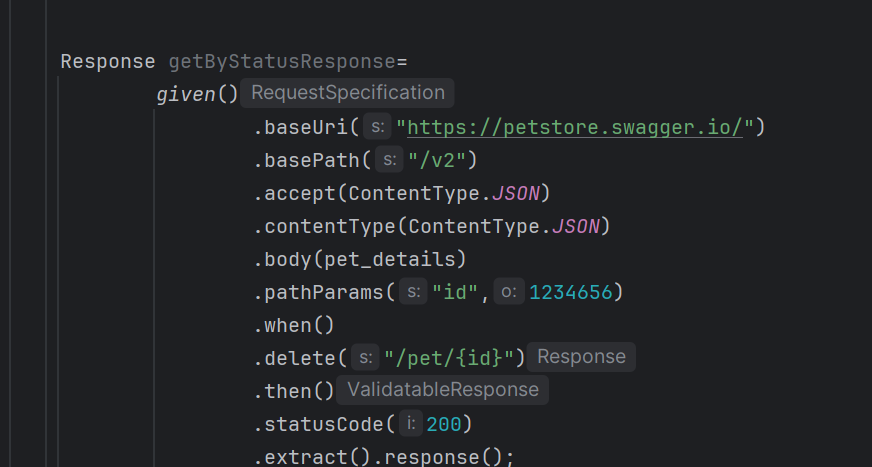 Response getByStatusResponse=
given() RequestSpecification
.baseUri( s: "https://petstore.swagger.io/")
.basePath( s: "/v2")
.accept(ContentType.JSON)
.contentType(ContentType.JSON)
.body(pet_details)
.pathParams( s: "id", o: 1234656)
.when()
.delete( s: "/pet/{id}") Response
.then() ValidatableResponse
.statusCode( i: 200)
.extract().response();